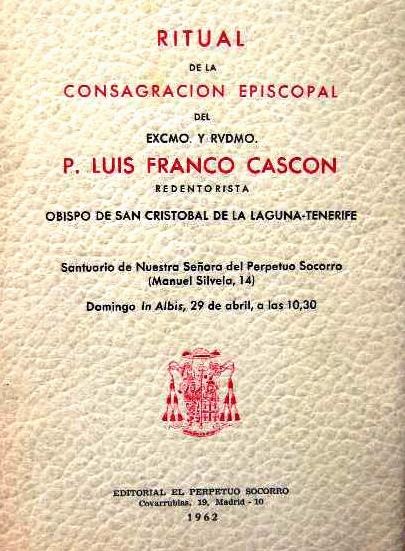 RITUAL
DE LA
CONSAGRACION EPISCOPAL
DEL
EXCMO. Y RVDMO.
P. LUIS FRANCO CASCON
REDENTORISTA
OBISPO DE SAN CRISTOBAL DE LA LAGUNA-TENERIFE
Santuario de Nuestra Señora del Perpetuo Socorro
(Manuel Silvela, 14)
Domingo In Albis, 29 de abril, a las 10,30
EDITORIAL EL PERPETUO SOCORRO
Covarrubias, 19, Madrid - 10
1962